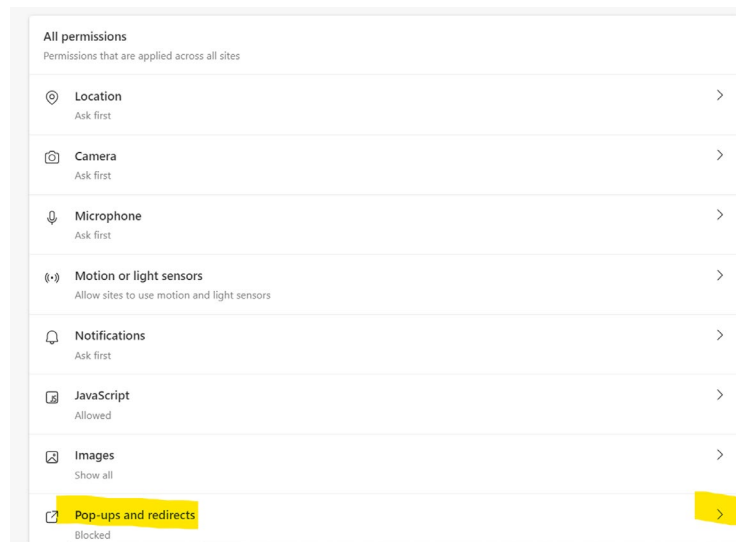 All permissions
Permissions that are applied across all sites
Location
Ask first
Camera
Ask first
Microphone
Ask first
Motion or light sensors
Allow sites to use motion and light sensors
Notifications
Ask first
JavaScript
Allowed
Images
Show all
Pop-ups and redirects
Blocked